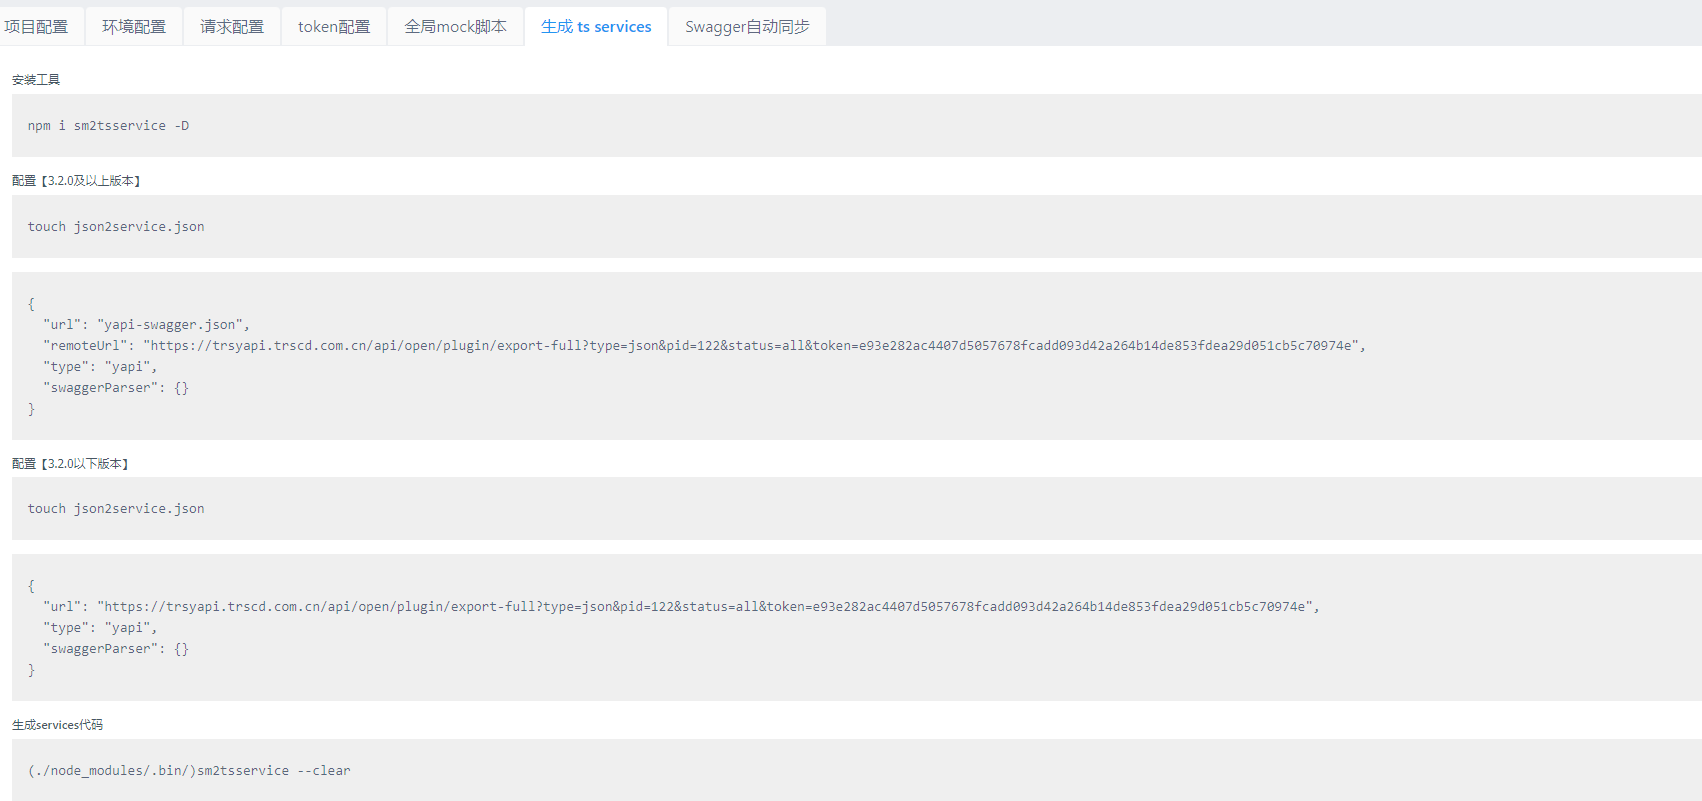 项目配置 环境配置 请求配置 token配置 全局mock脚本 生成 ts services Swagger自动同步
安装工具
npm i sm2tsservice -D
配置【3.2.0及以上版本】
touch json2service.json
{
"url": "yapi-swagger.json",
"remoteUrl": "https://trsyapi.trscd.com.cn/api/open/plugin/export-full?type=json&pid=122&status=all&token=e93e282ac4407d5057678fcadd093d42a264b14de853fdea29d051cb5c70974e",
"type": "yapi",
"swaggerParser": {}
}
配置【3.2.0以下版本】
touch json2service.json
{
"url": "https://trsyapi.trscd.com.cn/api/open/plugin/export-full?type=json&pid=122&status=all&token=e93e282ac4407d5057678fcadd093d42a264b14de853fdea29d051cb5c70974e",
"type": "yapi",
"swaggerParser": {}
}
生成services代码
(./node_modules/.bin/)sm2tsservice --clear